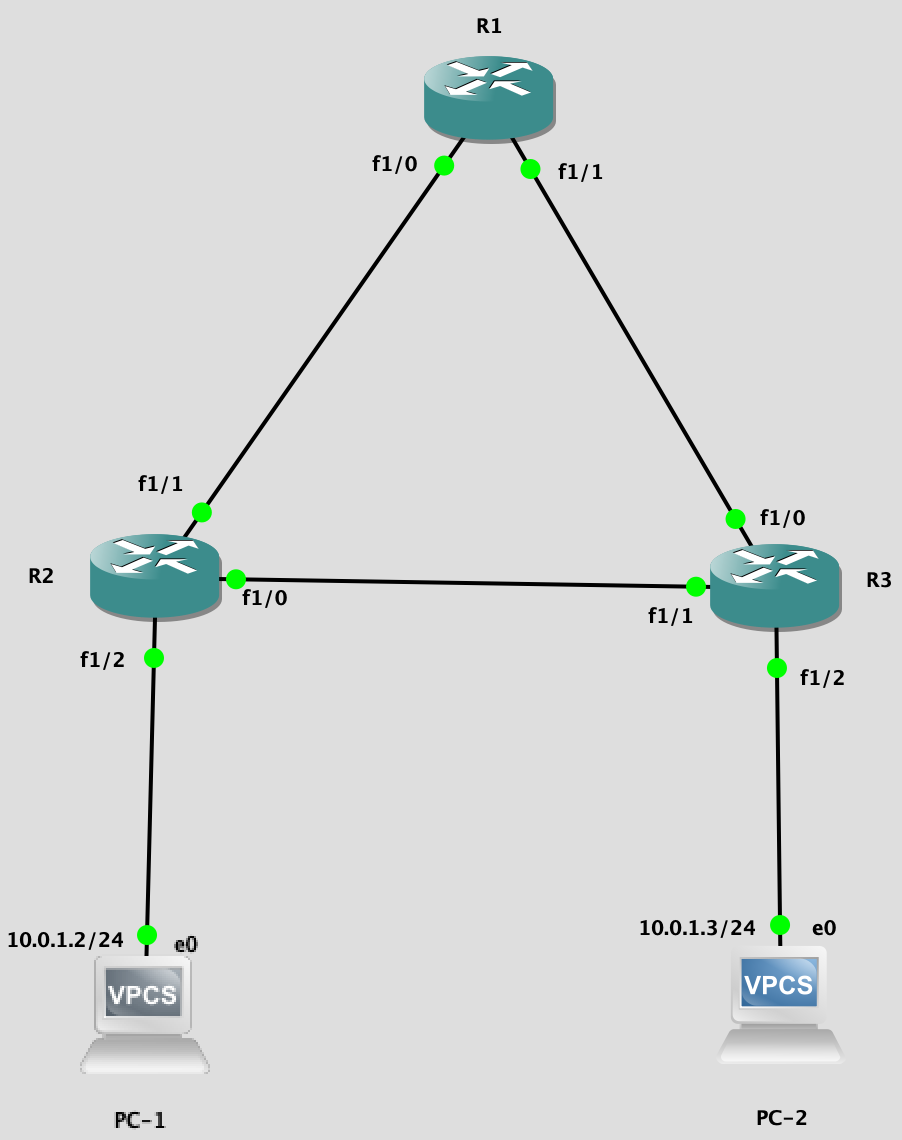 R1
f1/0
f1/1
f1/1
f1/0
R2
R3
f1/0
f1/1
f1/2
f1/2
10.0.1.2/24
e0
10.0.1.3/24
e0
VPCS
VPCS
PC-1
PC-2